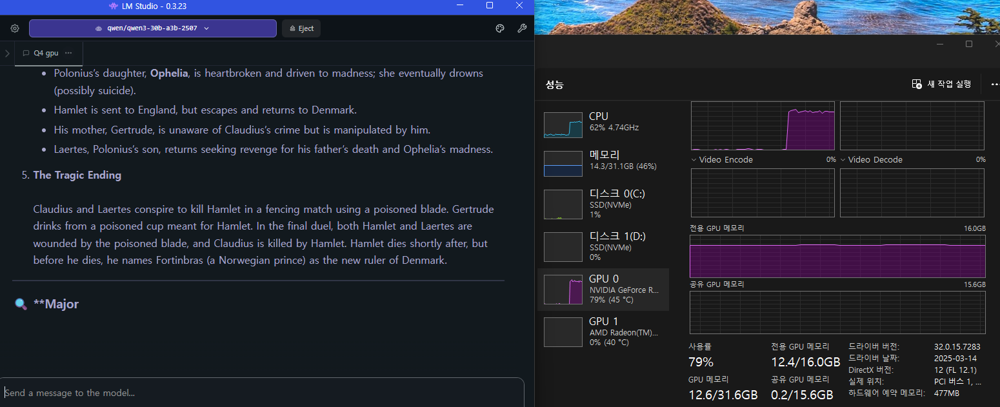 LM Studio - 0.3.23
qwen/qwen3-30b-a3b-2507
Eject
Q4 gpu ...
• Polonius's daughter, Ophelia, is heartbroken and driven to madness; she eventually drowns
(possibly suicide).
• Hamlet is sent to England, but escapes and returns to Denmark.
• His mother, Gertrude, is unaware of Claudius's crime but is manipulated by him.
• Laertes, Polonius's son, returns seeking revenge for his father's death and Ophelia's madness.
5. The Tragic Ending
Claudius and Laertes conspire to kill Hamlet in a fencing match using a poisoned blade. Gertrude
drinks from a poisoned cup meant for Hamlet. In the final duel, both Hamlet and Laertes are
wounded by the poisoned blade, and Claudius is killed by Hamlet. Hamlet dies shortly after, but
before he dies, he names Fortinbras (a Norwegian prince) as the new ruler of Denmark.
**Major
Send a message to the model...
성능
새 작업 실행
CPU
62% 4.74GHz
메모리
14.3/31.1GB (46%)
디스크 0(C:)
SSD(NVMe)
1%
디스크 1(D:)
SSD(NVMe)
0%
GPU 0
NVIDIA GeForce R...
79% (45 °C)
GPU 1
AMD Radeon(TM)...
0% (40 °C)
Video Encode 0%
Video Decode 0%
전용 GPU 메모리 16.0GB
공유 GPU 메모리 15.6GB
사용률
79%
전용 GPU 메모리
12.4/16.0GB
GPU 메모리
12.6/31.6GB
공유 GPU 메모리
0.2/15.6GB
드라이버 버전: 32.0.15.7283
드라이버 날짜: 2025-03-14
DirectX 버전: 12 (FL 12.1)
실제 위치: PCI 버스 1, ...
하드웨어 예약 메모리: 477MB